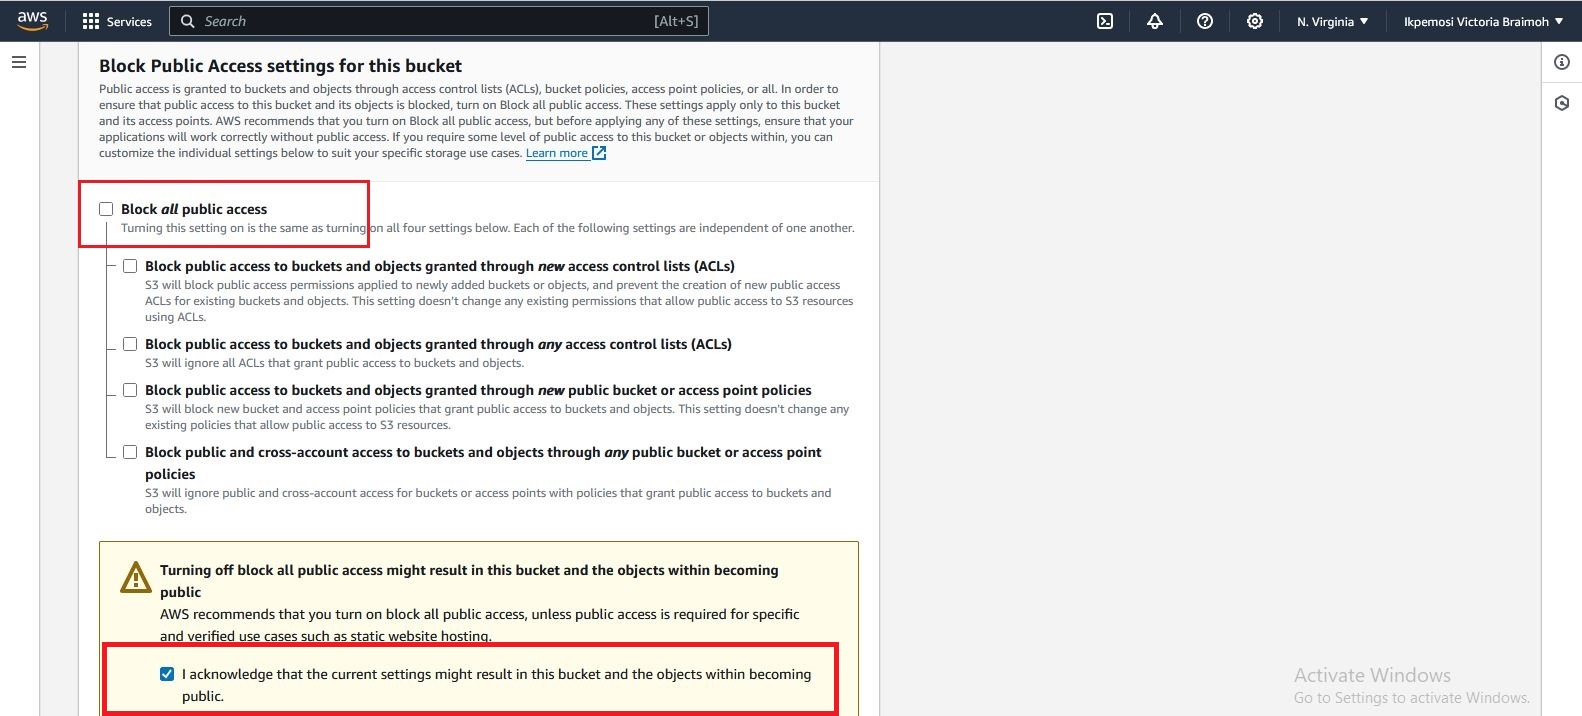 aws Services Search [Alt+S] N. Virginia Ikpemosi Victoria Braimoh
Block Public Access settings for this bucket
Public access is granted to buckets and objects through access control lists (ACLs), bucket policies, access point policies, or all. In order to
ensure that public access to this bucket and its objects is blocked, turn on Block all public access. These settings apply only to this bucket
and its access points. AWS recommends that you turn on Block all public access, but before applying any of these settings, ensure that your
applications will work correctly without public access. If you require some level of public access to this bucket or objects within, you can
customize the individual settings below to suit your specific storage use cases. Learn more
Block all public access
Turning this setting on is the same as turning on all four settings below. Each of the following settings are independent of one another.
Block public access to buckets and objects granted through new access control lists (ACLs)
S3 will block public access permissions applied to newly added buckets or objects, and prevent the creation of new public access
ACLs for existing buckets and objects. This setting doesn't change any existing permissions that allow public access to S3 resources
using ACLs.
Block public access to buckets and objects granted through any access control lists (ACLs)
S3 will ignore all ACLs that grant public access to buckets and objects.
Block public access to buckets and objects granted through new public bucket or access point policies
S3 will block new bucket and access point policies that grant public access to buckets and objects. This setting doesn't change any
existing policies that allow public access to S3 resources.
Block public and cross-account access to buckets and objects through any public bucket or access point
policies
S3 will ignore public and cross-account access for buckets or access points with policies that grant public access to buckets and
objects.
Turning off block all public access might result in this bucket and the objects within becoming
public
AWS recommends that you turn on block all public access, unless public access is required for specific
and verified use cases such as static website hosting.
I acknowledge that the current settings might result in this bucket and the objects within becoming
public.
Activate Windows
Go to Settings to activate Windows.